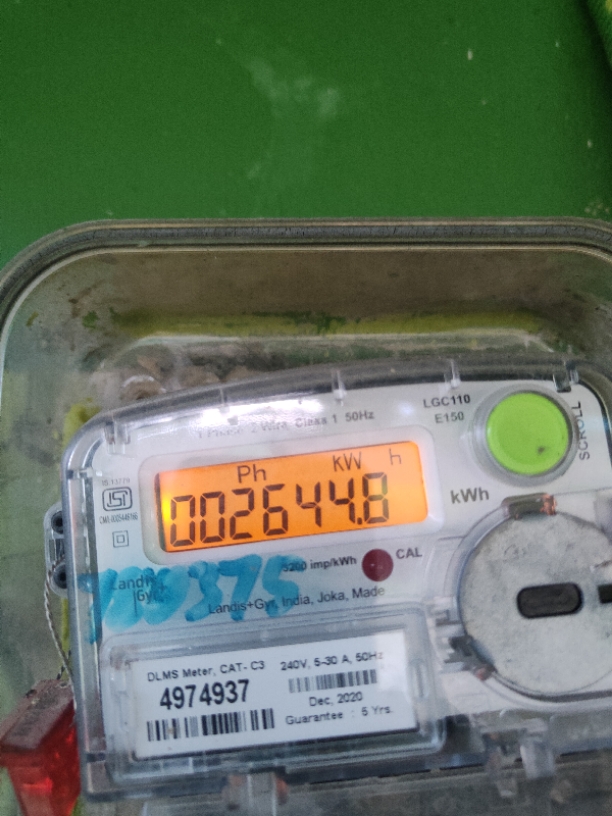 LGC110
E150
1 Phase 2 Wire, Class 1 50Hz
SCROLL
Ph kW h
002644.8
kWh
3200 imp/kWh
CAL
Landis
Gyr
Landis+Gyr, India, Joka, Made
DLMS Meter, CAT- C3 240V, 5-30 A, 50Hz
4974937
Dec, 2020
Guarantee : 5 Yrs.